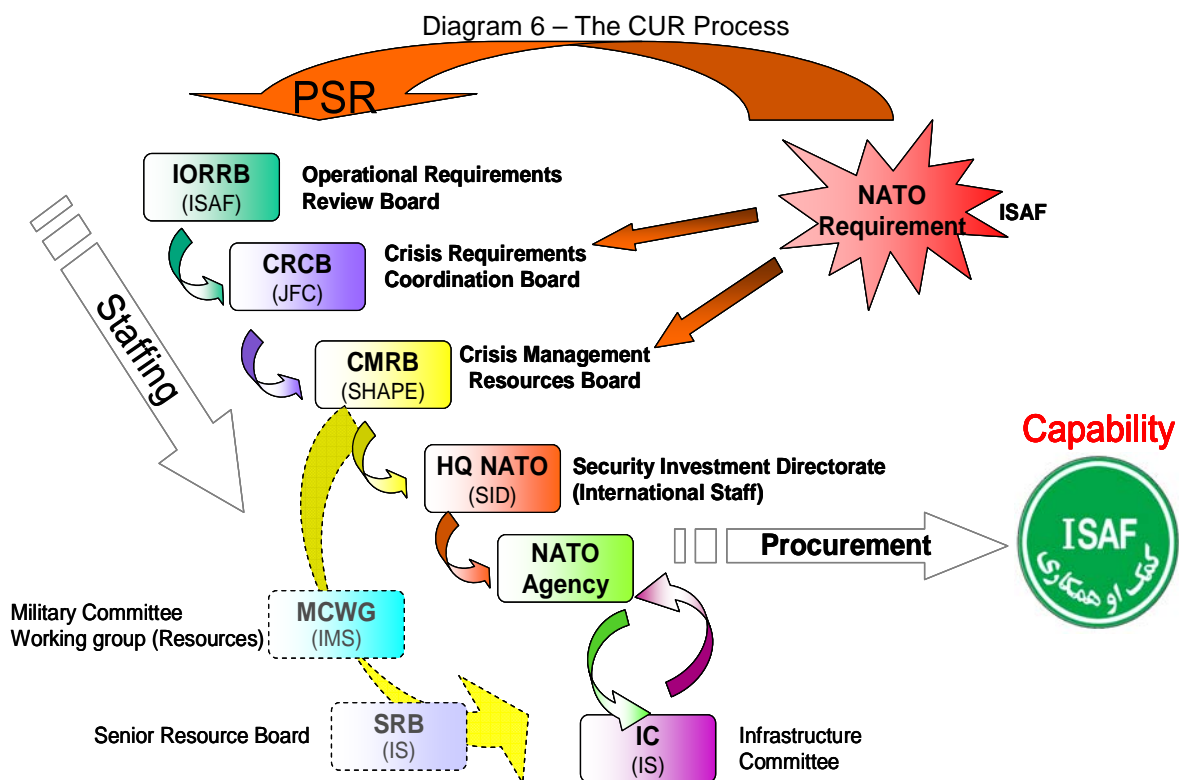 Diagram 6 – The CUR Process
PSR
IORRB
(ISAF)
Operational Requirements
Review Board
NATO
Requirement
ISAF
CRCB
(JFC)
Crisis Requirements
Coordination Board
Staffing
CMRB
(SHAPE)
Crisis Management
Resources Board
Capability
HQ NATO
(SID)
Security Investment Directorate
(International Staff)
NATO
Agency
Procurement
ISAF
کمک او همکاری
Military Committee
Working group (Resources)
MCWG
(IMS)
Senior Resource Board
SRB
(IS)
IC
(IS)
Infrastructure
Committee